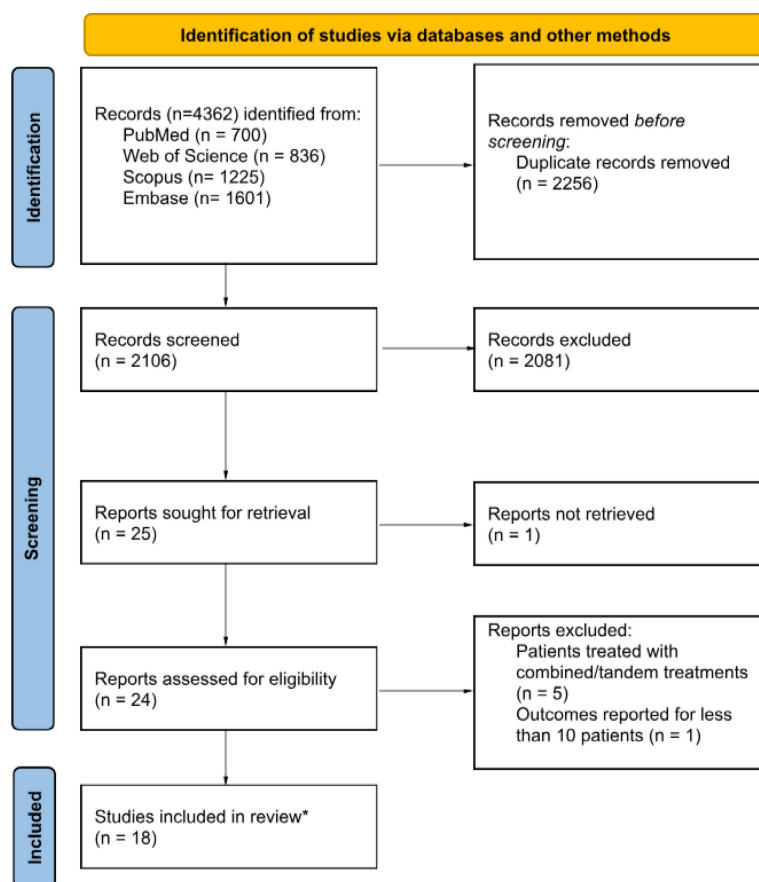 Identification of studies via databases and other methods
Identification
Records (n=4362) identified from:
PubMed (n = 700)
Web of Science (n = 836)
Scopus (n= 1225)
Embase (n= 1601)
Records removed before
screening:
Duplicate records removed
(n = 2256)
Screening
Records screened
(n = 2106)
Records excluded
(n = 2081)
Reports sought for retrieval
(n = 25)
Reports not retrieved
(n = 1)
Reports assessed for eligibility
(n = 24)
Reports excluded:
Patients treated with
combined/tandem treatments
(n = 5)
Outcomes reported for less
than 10 patients (n = 1)
Included
Studies included in review*
(n = 18)